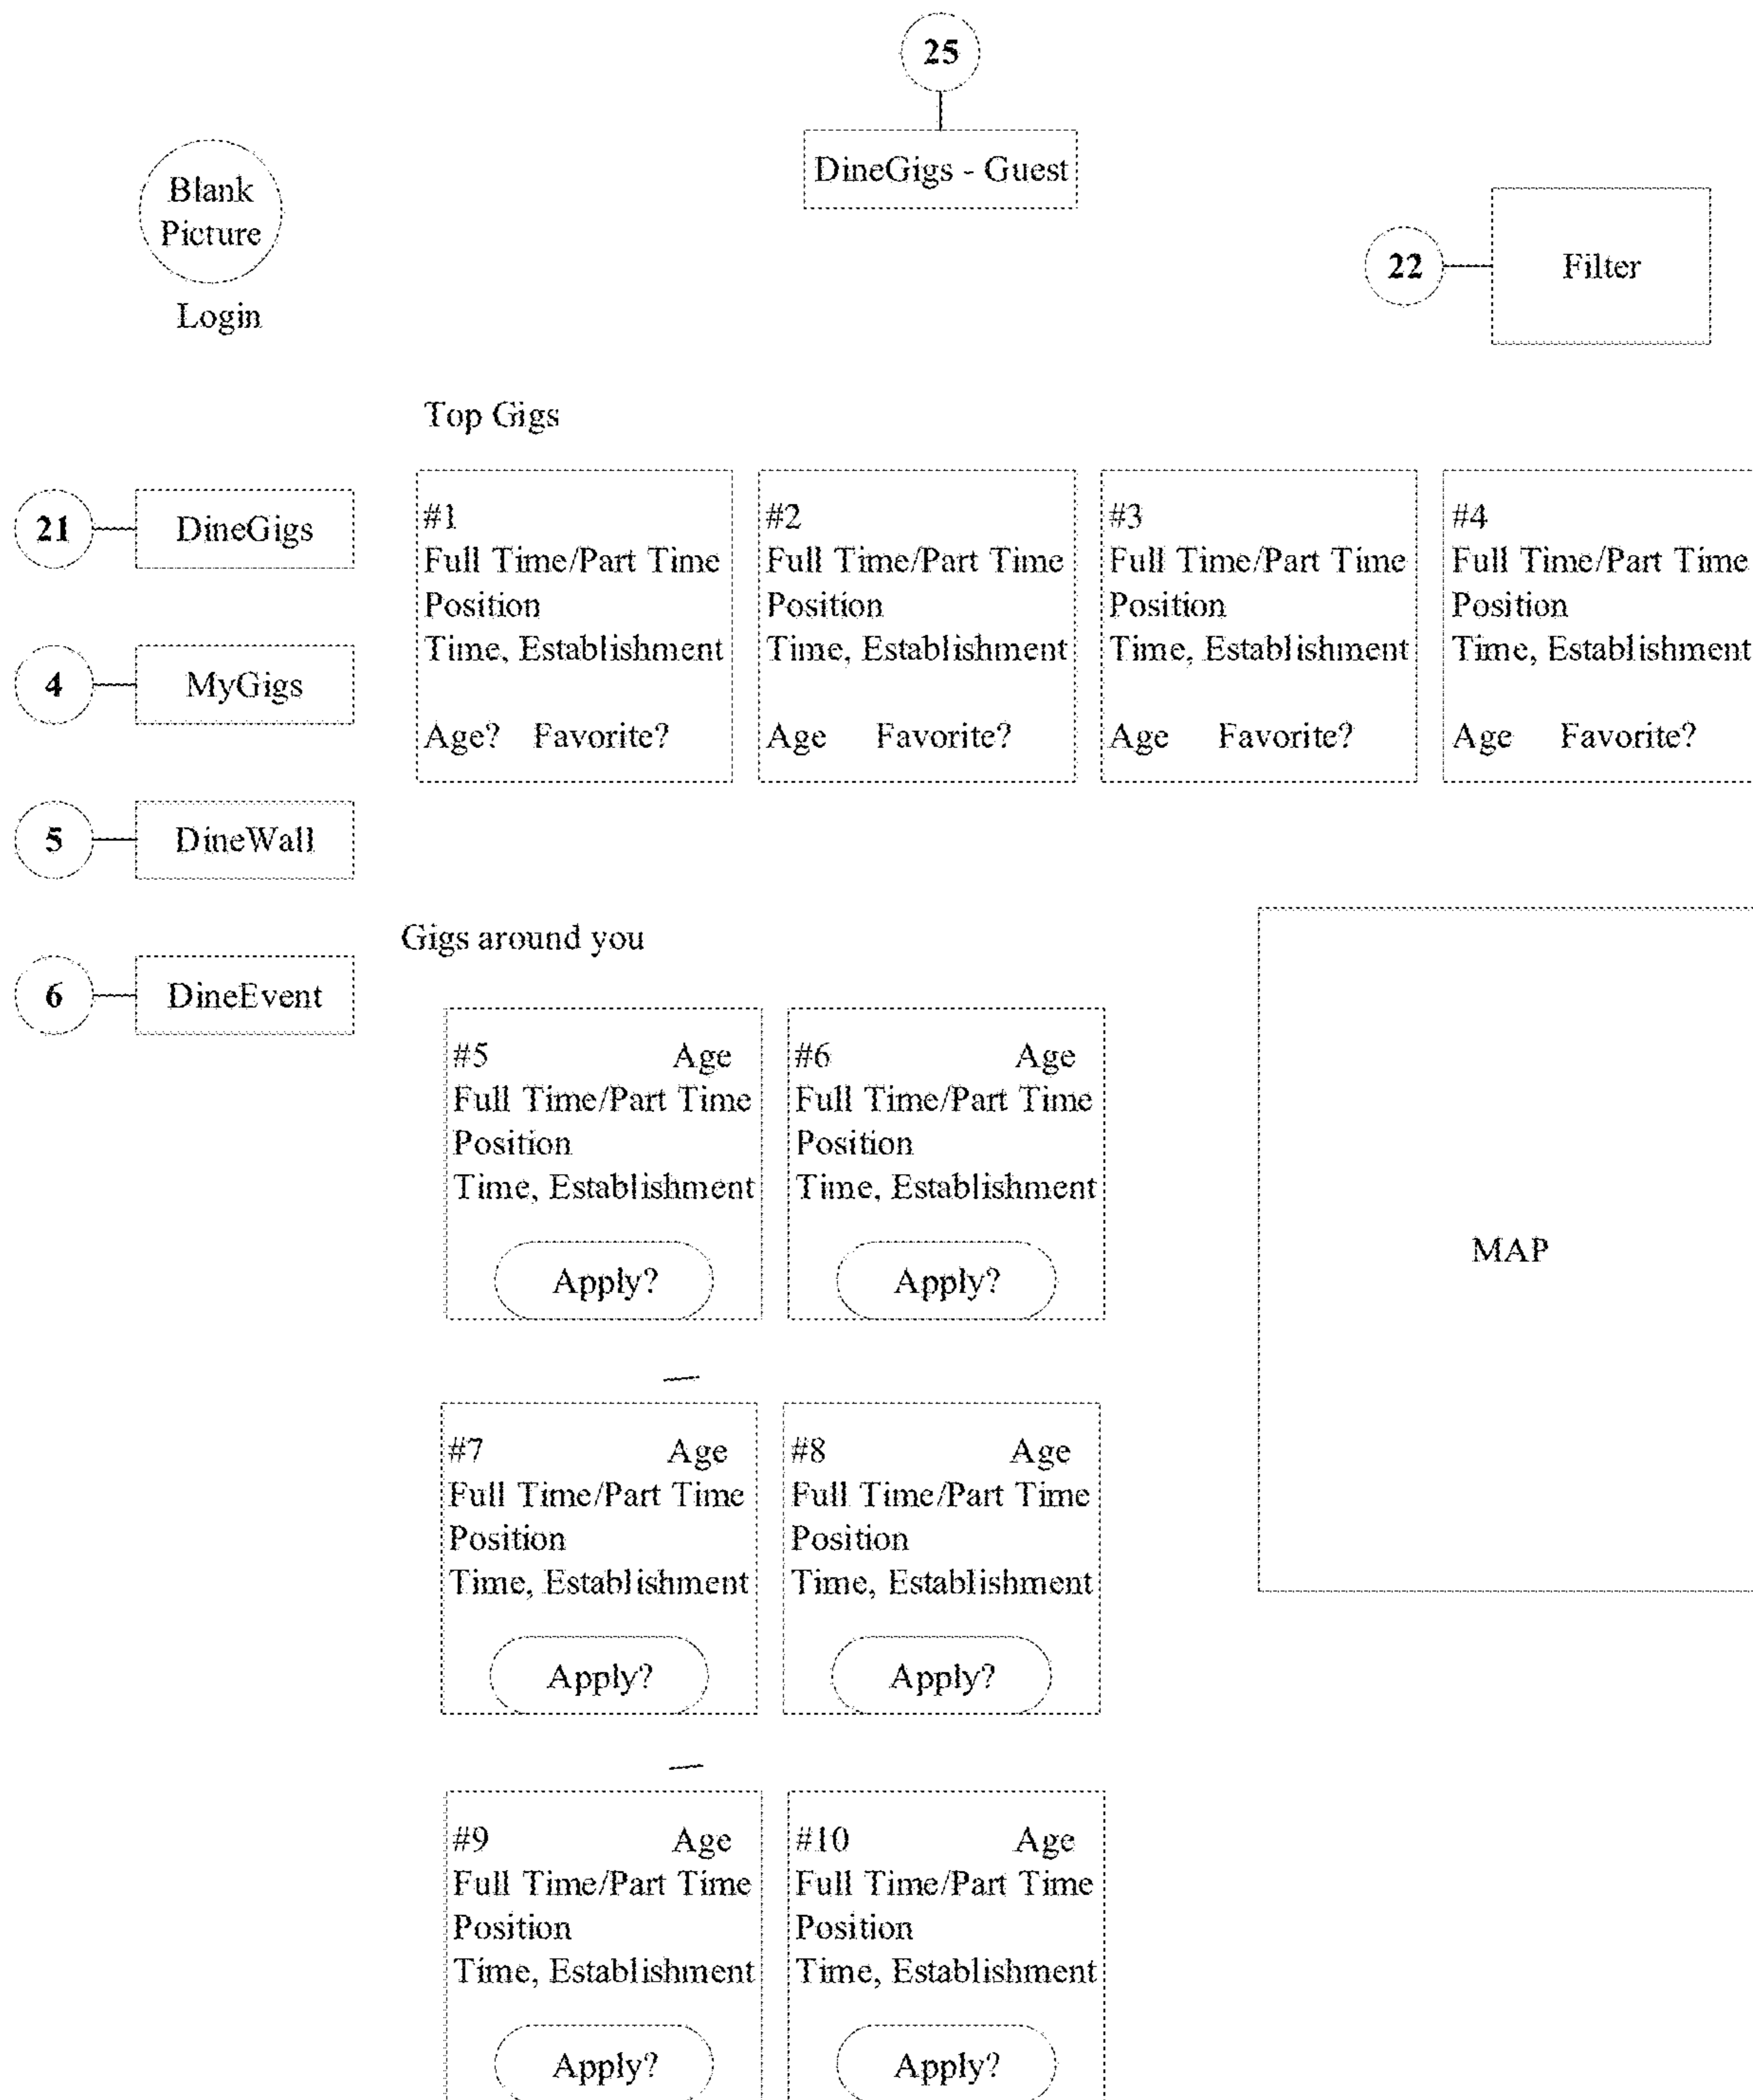 25
DineGigs - Guest
Blank
Picture
Login
22
Filter
Top Gigs
21
DineGigs
4
MyGigs
5
DineWall
6
DineEvent
#1
Full Time/Part Time
Position
Time, Establishment
Age? Favorite?
#2
Full Time/Part Time
Position
Time, Establishment
Age Favorite?
#3
Full Time/Part Time
Position
Time, Establishment
Age Favorite?
#4
Full Time/Part Time
Position
Time, Establishment
Age Favorite?
Gigs around you
#5 Age
Full Time/Part Time
Position
Time, Establishment
Apply?
#6 Age
Full Time/Part Time
Position
Time, Establishment
Apply?
MAP
#7 Age
Full Time/Part Time
Position
Time, Establishment
Apply?
#8 Age
Full Time/Part Time
Position
Time, Establishment
Apply?
#9 Age
Full Time/Part Time
Position
Time, Establishment
Apply?
#10 Age
Full Time/Part Time
Position
Time, Establishment
Apply?